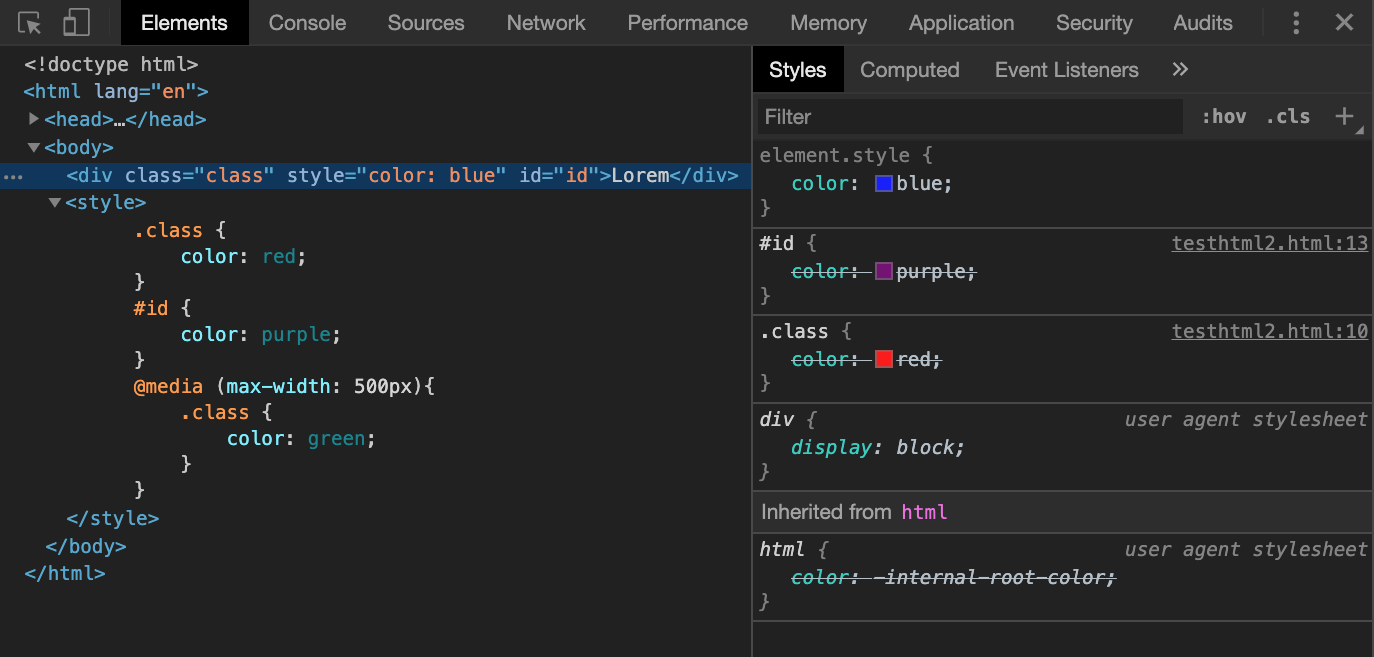 Elements Console Sources Network Performance Memory Application Security Audits
<!doctype html>
<html lang="en">
<head>…</head>
<body>
<div class="class" style="color: blue" id="id">Lorem</div>
<style>
.class {
color: red;
}
#id {
color: purple;
}
@media (max-width: 500px){
.class {
color: green;
}
}
</style>
</body>
</html>
Styles Computed Event Listeners »
Filter :hov .cls +
element.style {
color: blue;
}
#id { testhtml2.html:13
color: purple;
}
.class { testhtml2.html:10
color: red;
}
div { user agent stylesheet
display: block;
}
Inherited from html
html { user agent stylesheet
color: -internal-root-color;
}